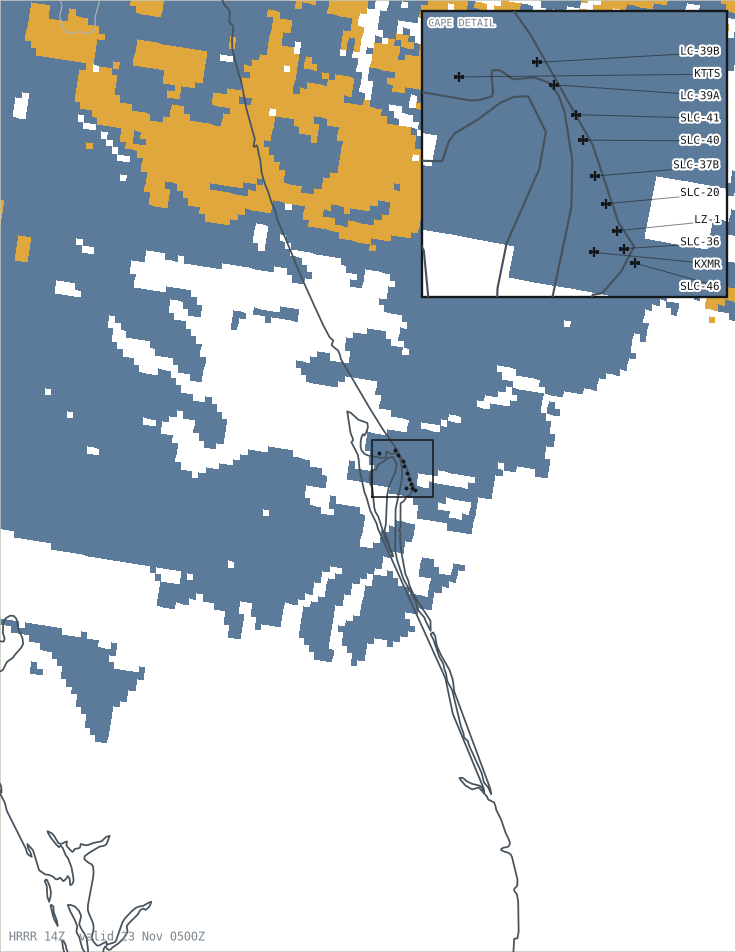 CAPE DETAIL
LC-39B
KTTS
LC-39A
SLC-41
SLC-40
SLC-37B
SLC-20
LZ-1
SLC-36
KXMR
SLC-46
HRRR 14Z valid 23 Nov 0500Z